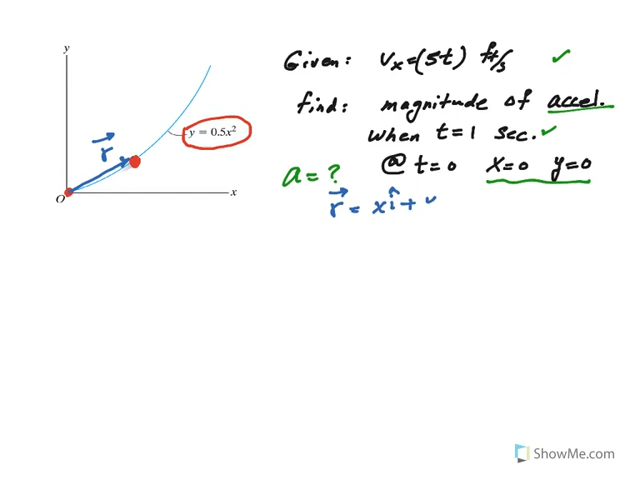 y
Given: vₓ=(5t) ft/s ✓
find: magnitude of accel.
when t=1 sec. ✓
@ t=0 x=0 y=0
y = 0.5x²
r⃗
a=?
r⃗ = xî +
O
x
ShowMe.com